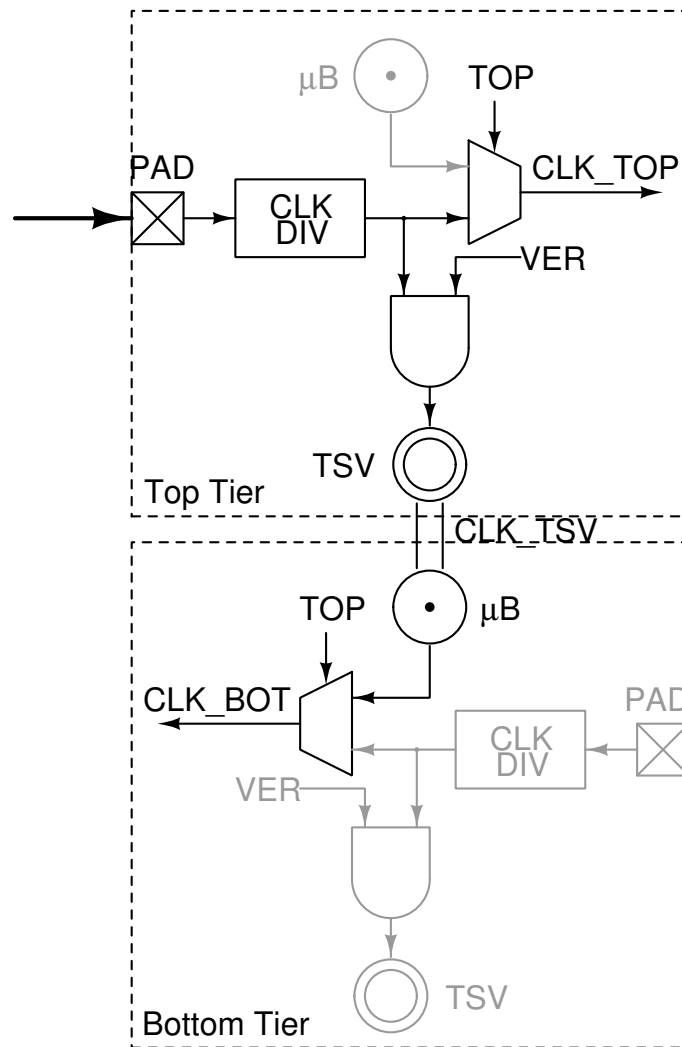 μB
TOP
PAD
CLK_TOP
CLK
DIV
VER
TSV
Top Tier
CLK_TSV
TOP
μB
CLK_BOT
PAD
CLK
DIV
VER
TSV
Bottom Tier